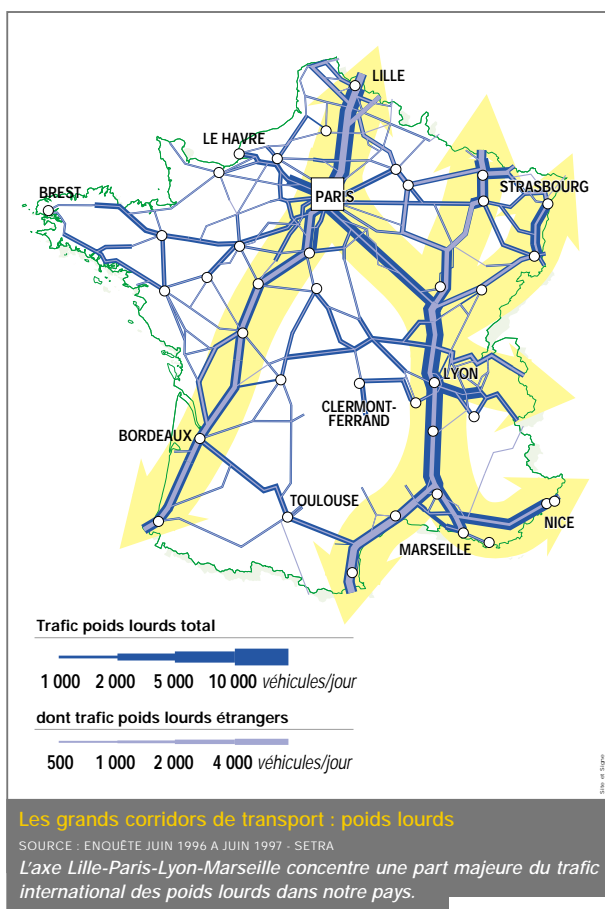 LILLE
LE HAVRE
BREST
PARIS
STRASBOURG
LYON
CLERMONT-
FERRAND
BORDEAUX
TOULOUSE
NICE
MARSEILLE
Trafic poids lourds total
1 000 2 000 5 000 10 000 véhicules/jour
dont trafic poids lourds étrangers
500 1 000 2 000 4 000 véhicules/jour
Site et Signe
Les grands corridors de transport : poids lourds
SOURCE : ENQUÊTE JUIN 1996 A JUIN 1997 - SETRA
L'axe Lille-Paris-Lyon-Marseille concentre une part majeure du trafic
international des poids lourds dans notre pays.